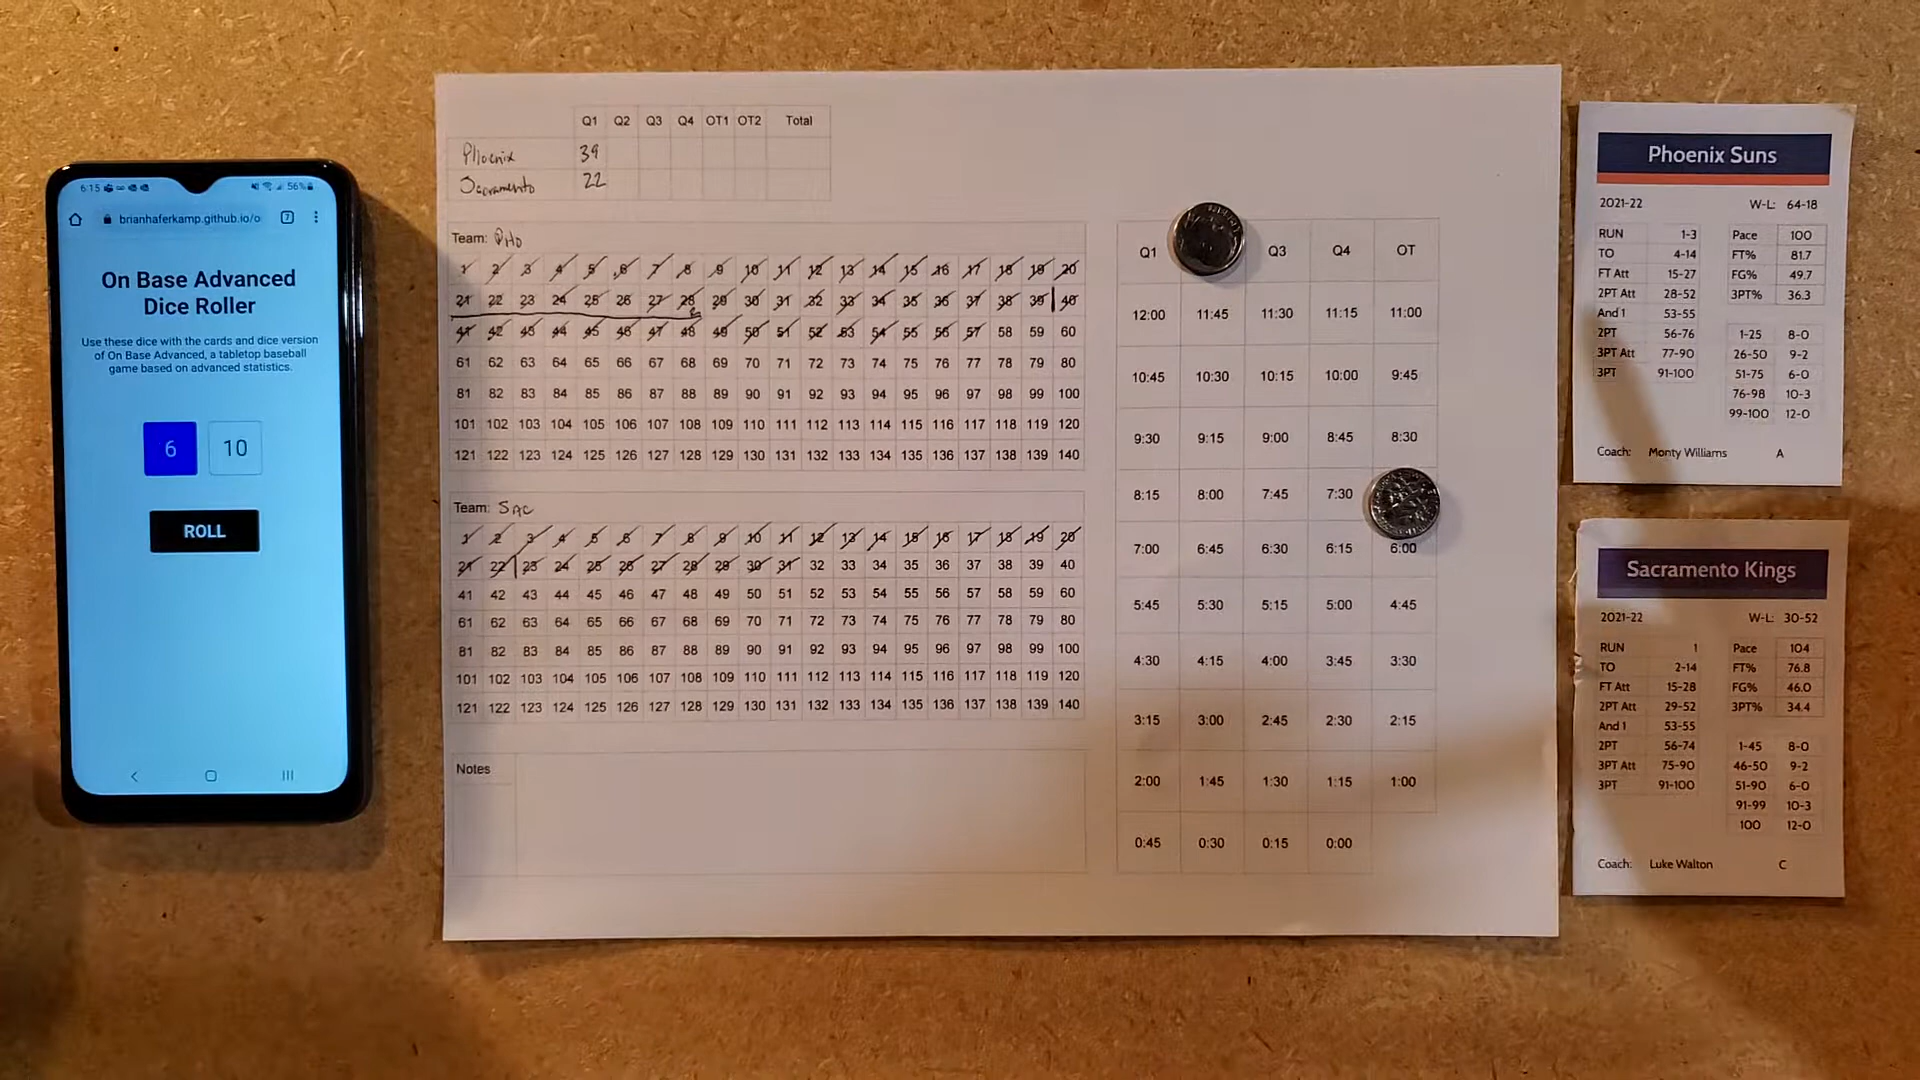 6:15 56%
brianhaferkamp.github.io/o 7
On Base Advanced
Dice Roller
Use these dice with the cards and dice version
of On Base Advanced, a tabletop baseball
game based on advanced statistics.
6 10
ROLL
Q1 Q2 Q3 Q4 OT1 OT2 Total
Phoenix 39
Sacramento 22
Team: PHO
1 2 3 4 5 6 7 8 9 10 11 12 13 14 15 16 17 18 19 20
21 22 23 24 25 26 27 28 29 30 31 32 33 34 35 36 37 38 39 40
41 42 43 44 45 46 47 48 49 50 51 52 53 54 55 56 57 58 59 60
61 62 63 64 65 66 67 68 69 70 71 72 73 74 75 76 77 78 79 80
81 82 83 84 85 86 87 88 89 90 91 92 93 94 95 96 97 98 99 100
101 102 103 104 105 106 107 108 109 110 111 112 113 114 115 116 117 118 119 120
121 122 123 124 125 126 127 128 129 130 131 132 133 134 135 136 137 138 139 140
Team: SAC
1 2 3 4 5 6 7 8 9 10 11 12 13 14 15 16 17 18 19 20
21 22 23 24 25 26 27 28 29 30 31 32 33 34 35 36 37 38 39 40
41 42 43 44 45 46 47 48 49 50 51 52 53 54 55 56 57 58 59 60
61 62 63 64 65 66 67 68 69 70 71 72 73 74 75 76 77 78 79 80
81 82 83 84 85 86 87 88 89 90 91 92 93 94 95 96 97 98 99 100
101 102 103 104 105 106 107 108 109 110 111 112 113 114 115 116 117 118 119 120
121 122 123 124 125 126 127 128 129 130 131 132 133 134 135 136 137 138 139 140
Notes
Q1 Q3 Q4 OT
12:00 11:45 11:30 11:15 11:00
10:45 10:30 10:15 10:00 9:45
9:30 9:15 9:00 8:45 8:30
8:15 8:00 7:45 7:30
7:00 6:45 6:30 6:15 6:00
5:45 5:30 5:15 5:00 4:45
4:30 4:15 4:00 3:45 3:30
3:15 3:00 2:45 2:30 2:15
2:00 1:45 1:30 1:15 1:00
0:45 0:30 0:15 0:00
Phoenix Suns
2021-22 W-L: 64-18
RUN 1-3 Pace 100
TO 4-14 FT% 81.7
FT Att 15-27 FG% 49.7
2PT Att 28-52 3PT% 36.3
And 1 53-55
2PT 56-76 1-25 8-0
3PT Att 77-90 26-50 9-2
3PT 91-100 51-75 6-0
76-98 10-3
99-100 12-0
Coach: Monty Williams A
Sacramento Kings
2021-22 W-L: 30-52
RUN 1 Pace 104
TO 2-14 FT% 76.8
FT Att 15-28 FG% 46.0
2PT Att 29-52 3PT% 34.4
And 1 53-55
2PT 56-74 1-45 8-0
3PT Att 75-90 46-50 9-2
3PT 91-100 51-90 6-0
91-99 10-3
100 12-0
Coach: Luke Walton C